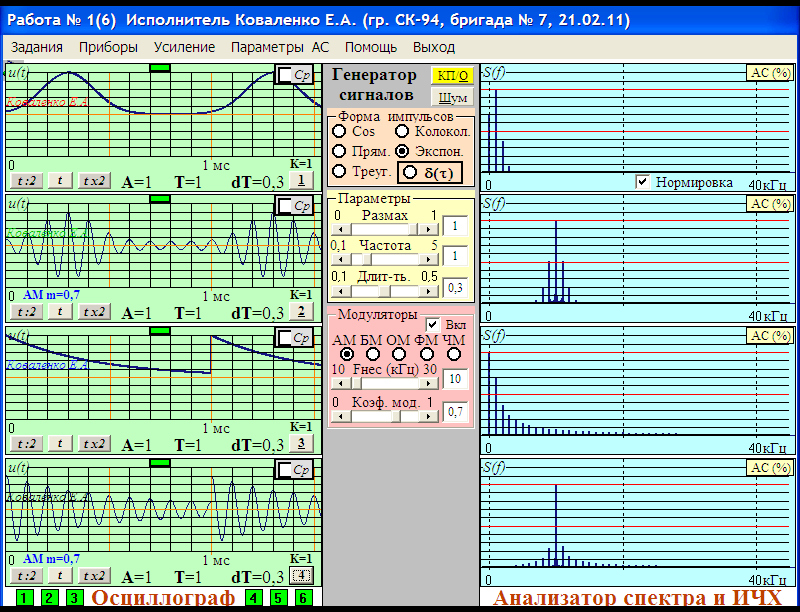 Работа № 1(6)  Исполнитель Коваленко Е.А. (гр. СК-94, бригада № 7, 21.02.11)
Задания Приборы Усиление Параметры АС Помощь Выход
u(t)
Ср
Коваленко Е.А
0 1 мс K=1
t:2 t t x2 A=1 T=1 dT=0,3 1
u(t)
Ср
Коваленко Е.А
0 AM m=0,7 1 мс K=1
t:2 t t x2 A=1 T=1 dT=0,3 2
u(t)
Ср
Коваленко Е.А
0 1 мс K=1
t:2 t t x2 A=1 T=1 dT=0,3 3
u(t)
Ср
Коваленко Е.А
0 AM m=0,7 1 мс K=1
t:2 t t x2 A=1 T=1 dT=0,3 4
1 2 3 Осциллограф 4 5 6
Генератор КП/О
сигналов Шум
Форма импульсов
Cos Колокол.
Прям. Экспон.
Треуг. δ(τ)
Параметры
0 Размах 1
1
0,1 Частота 5
1
0,1 Длит-ть. 0,5
0,3
Модуляторы
Вкл
АМ БМ ОМ ФМ ЧМ
10 Fнес (кГц) 30
10
0 Коэф. мод. 1
0,7
S(f) АС (%)
0 Нормировка 40кГц
S(f) АС (%)
0 40кГц
S(f) АС (%)
0 40кГц
S(f) АС (%)
0 40кГц
Анализатор спектра и ИЧХ